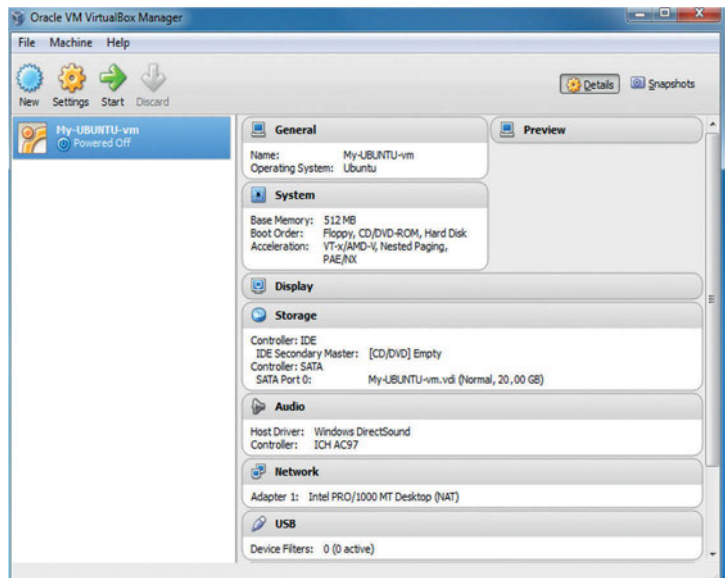 Oracle VM VirtualBox Manager
File Machine Help
New Settings Start Discard
Details Snapshots
My-UBUNTU-vm
Powered Off
General
Name: My-UBUNTU-vm
Operating System: Ubuntu
Preview
System
Base Memory: 512 MB
Boot Order: Floppy, CD/DVD-ROM, Hard Disk
Acceleration: VT-x/AMD-V, Nested Paging,
PAE/NX
Display
Storage
Controller: IDE
IDE Secondary Master: [CD/DVD] Empty
Controller: SATA
SATA Port 0: My-UBUNTU-vm.vdi (Normal, 20,00 GB)
Audio
Host Driver: Windows DirectSound
Controller: ICH AC97
Network
Adapter 1: Intel PRO/1000 MT Desktop (NAT)
USB
Device Filters: 0 (0 active)